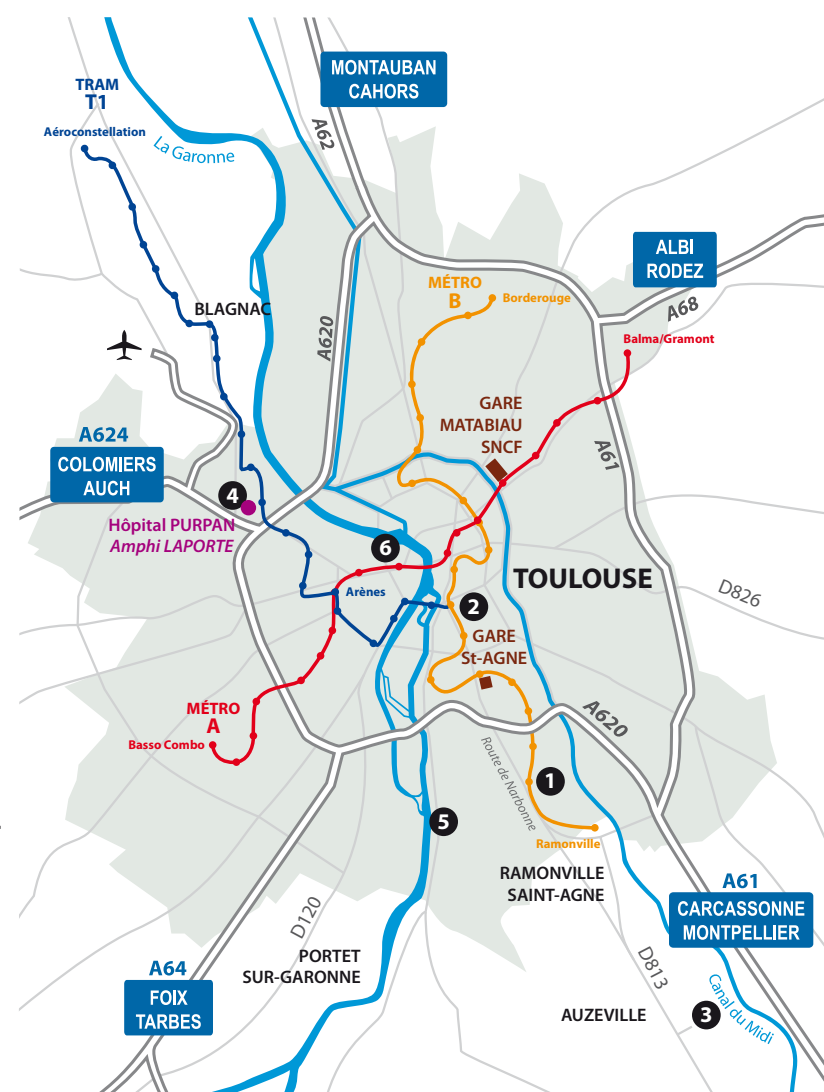 MONTAUBAN
CAHORS
TRAM
T1
Aéroconstellation
La Garonne
A62
ALBI
RODEZ
MÉTRO
B
Borderouge
A68
BLAGNAC
A620
Balma/Gramont
GARE
MATABIAU
SNCF
A624
COLOMIERS
AUCH
A61
4
Hôpital PURPAN
Amphi LAPORTE
6
TOULOUSE
Arènes
D826
2
GARE
St-AGNE
MÉTRO
A
Basso Combo
A620
Route de Narbonne
1
5
Ramonville
RAMONVILLE
SAINT-AGNE
A61
CARCASSONNE
MONTPELLIER
D120
PORTET
SUR-GARONNE
A64
FOIX
TARBES
D813
Canal du Midi
AUZEVILLE
3